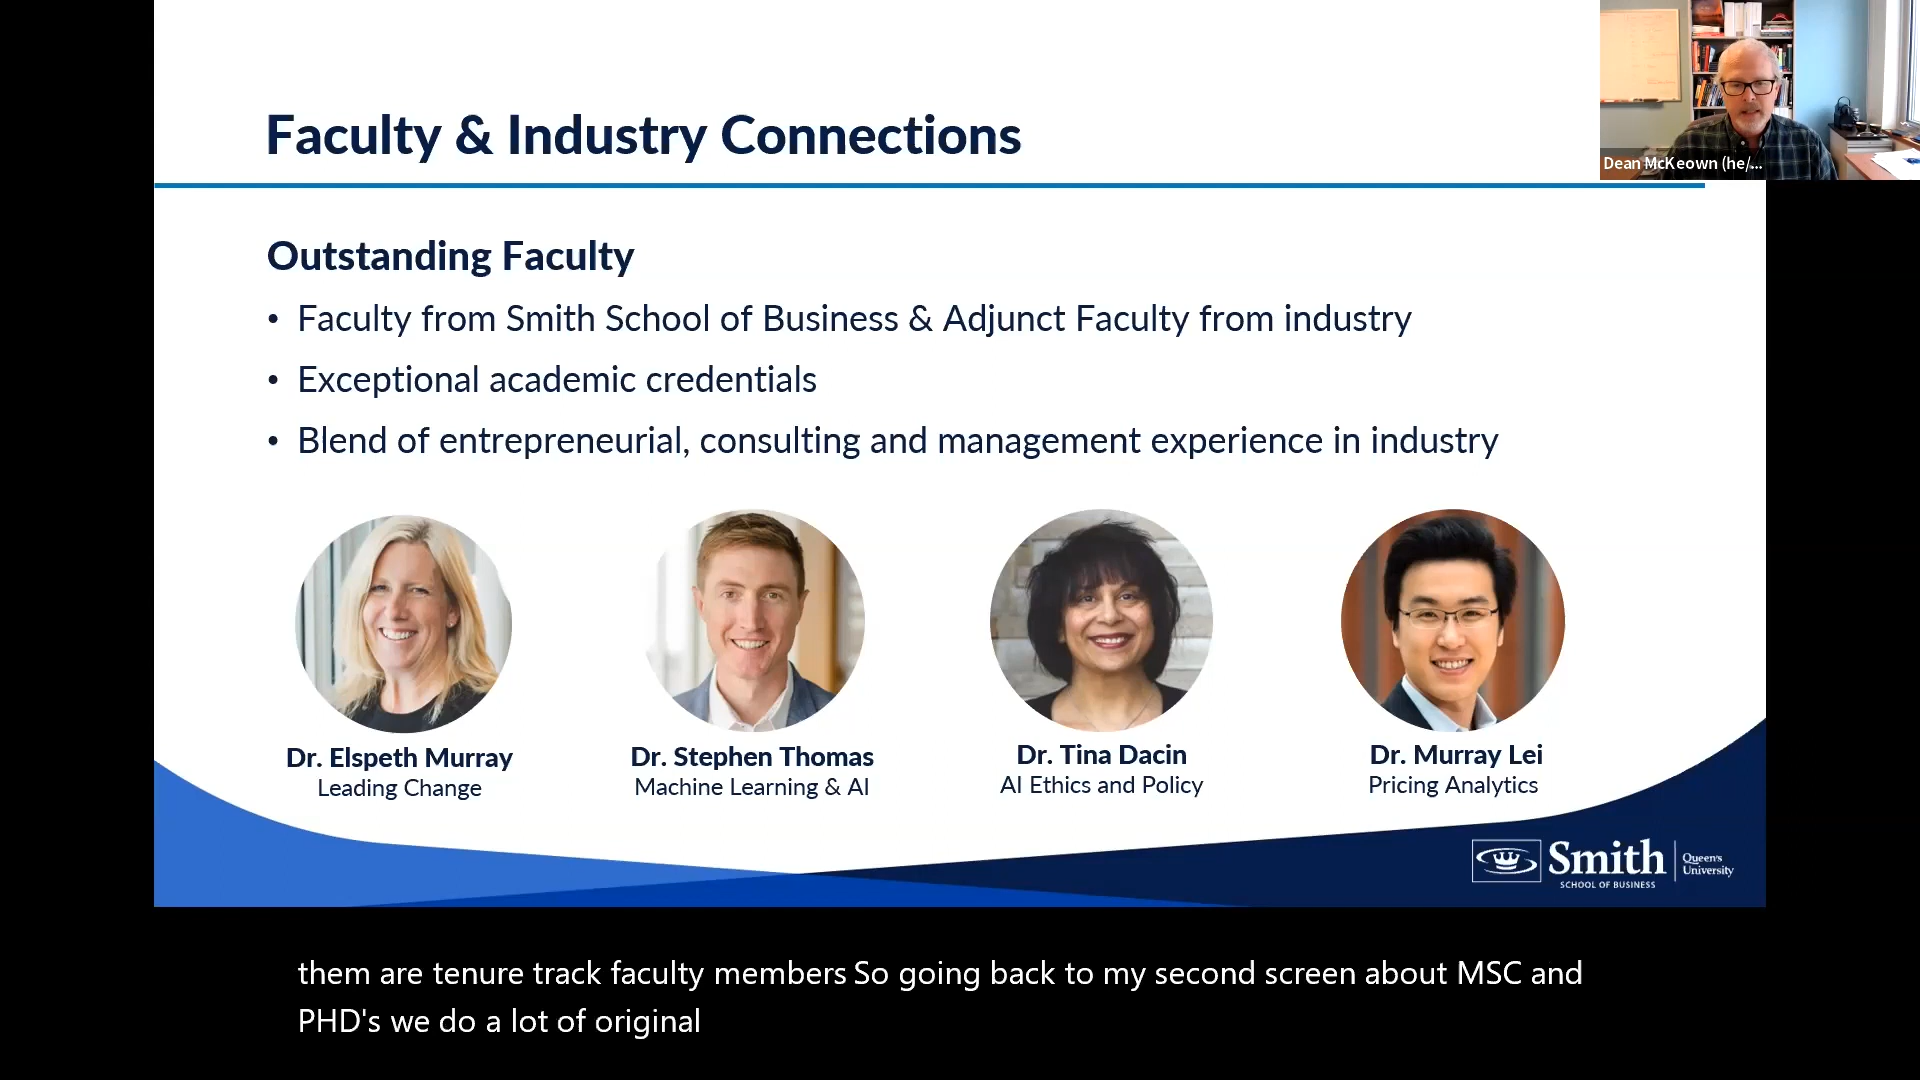 Faculty & Industry Connections
Dean McKeown (he/...
Outstanding Faculty
• Faculty from Smith School of Business & Adjunct Faculty from industry
• Exceptional academic credentials
• Blend of entrepreneurial, consulting and management experience in industry
Dr. Elspeth Murray
Leading Change
Dr. Stephen Thomas
Machine Learning & AI
Dr. Tina Dacin
AI Ethics and Policy
Dr. Murray Lei
Pricing Analytics
Smith
SCHOOL OF BUSINESS
Queen's
University
them are tenure track faculty members So going back to my second screen about MSC and
PHD's we do a lot of original